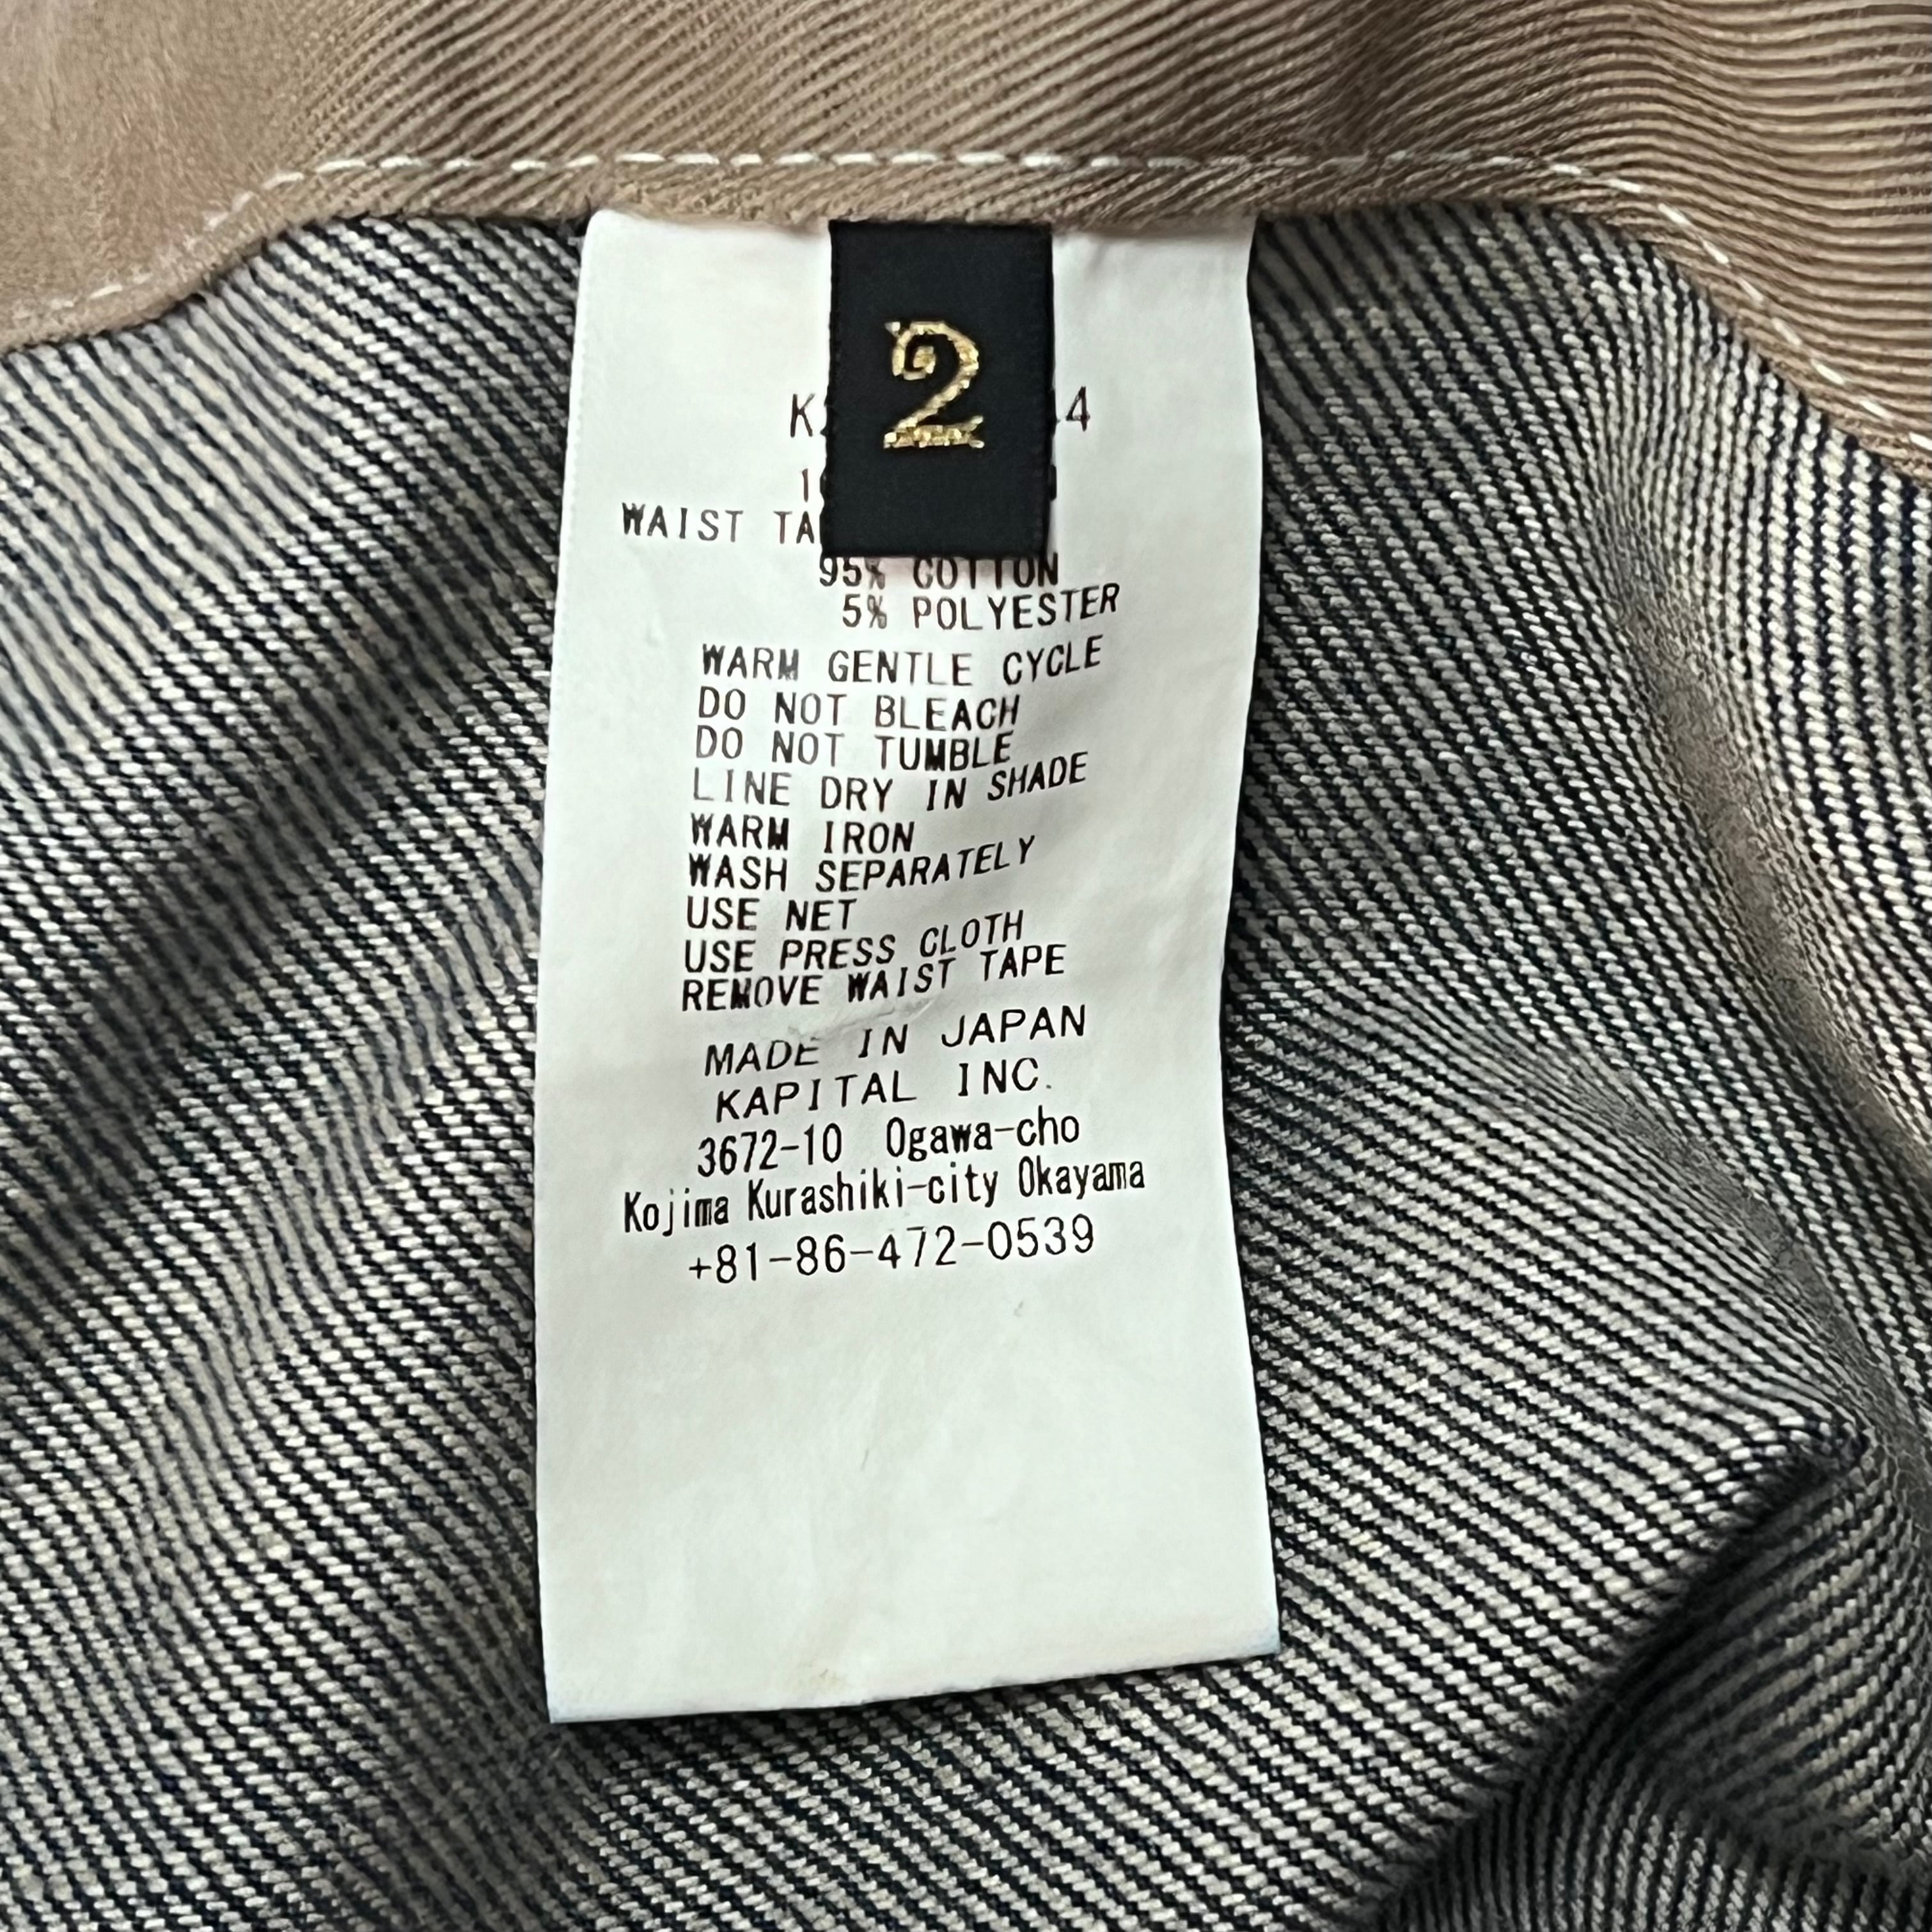 2
WAIST
95% COTTON
5% POLYESTER
WARM GENTLE CYCLE
DO NOT BLEACH
DO NOT TUMBLE
LINE DRY IN SHADE
WARM IRON
WASH SEPARATELY
USE NET
USE PRESS CLOTH
REMOVE WAIST TAPE
MADE IN JAPAN
KAPITAL INC.
3672-10 Ogawa-cho
Kojima Kurashiki-city Okayama
+81-86-472-0539